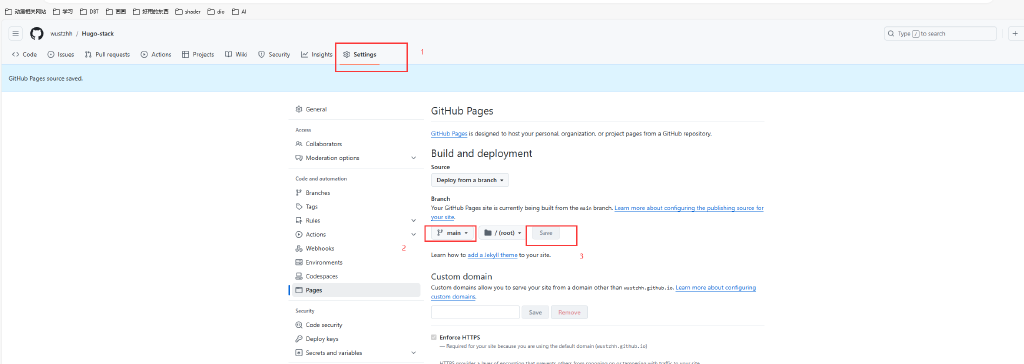 动漫相关网站 学习 DBT 画画 好用的东西 shader dio AI
wustzhh / Hugo-stack
Type / to search
Code Issues Pull requests Actions Projects Wiki Security Insights Settings 1
GitHub Pages source saved.
General
Access
Collaborators
Moderation options
Code and automation
Branches
Tags
Rules
Actions
2
Webhooks
Environments
Codespaces
Pages
Security
Code security
Deploy keys
Secrets and variables
GitHub Pages
GitHub Pages is designed to host your personal, organization, or project pages from a GitHub repository.
Build and deployment
Source
Deploy from a branch
Branch
Your GitHub Pages site is currently being built from the main branch. Learn more about configuring the publishing source for
your site.
main / (root) Save
3
Learn how to add a Jekyll theme to your site.
Custom domain
Custom domains allow you to serve your site from a domain other than wustzhh.github.io. Learn more about configuring
custom domains.
Save Remove
Enforce HTTPS
— Required for your site because you are using the default domain (wustzhh.github.io)